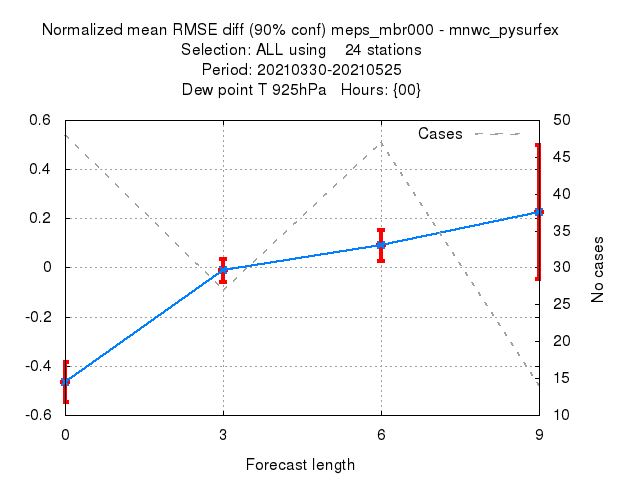 Normalized mean RMSE diff (90% conf) meps_mbr000 - mnwc_pysurfex
Selection: ALL using 24 stations
Period: 20210330-20210525
Dew point T 925hPa Hours: {00}
Cases
0.6
0.4
0.2
0
-0.2
-0.4
-0.6
50
45
40
35
30
25
20
15
10
No cases
0 3 6 9
Forecast length